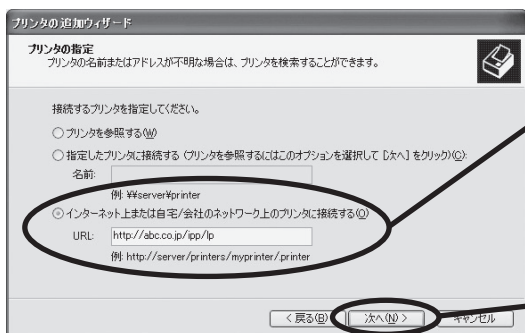 プリンタの追加ウィザード
プリンタの指定
プリンタの名前またはアドレスが不明な場合は、プリンタを検索することができます。
接続するプリンタを指定してください。
プリンタを参照する(W)
指定したプリンタに接続する (プリンタを参照するにはこのオプションを選択して [次へ] をクリック)(C):
名前:
例: ¥¥server¥printer
インターネット上または自宅/会社のネットワーク上のプリンタに接続する(O)
URL: http://abc.co.jp/ipp/lp
例: http://server/printers/myprinter/.printer
< 戻る(B) 次へ(N) > キャンセル